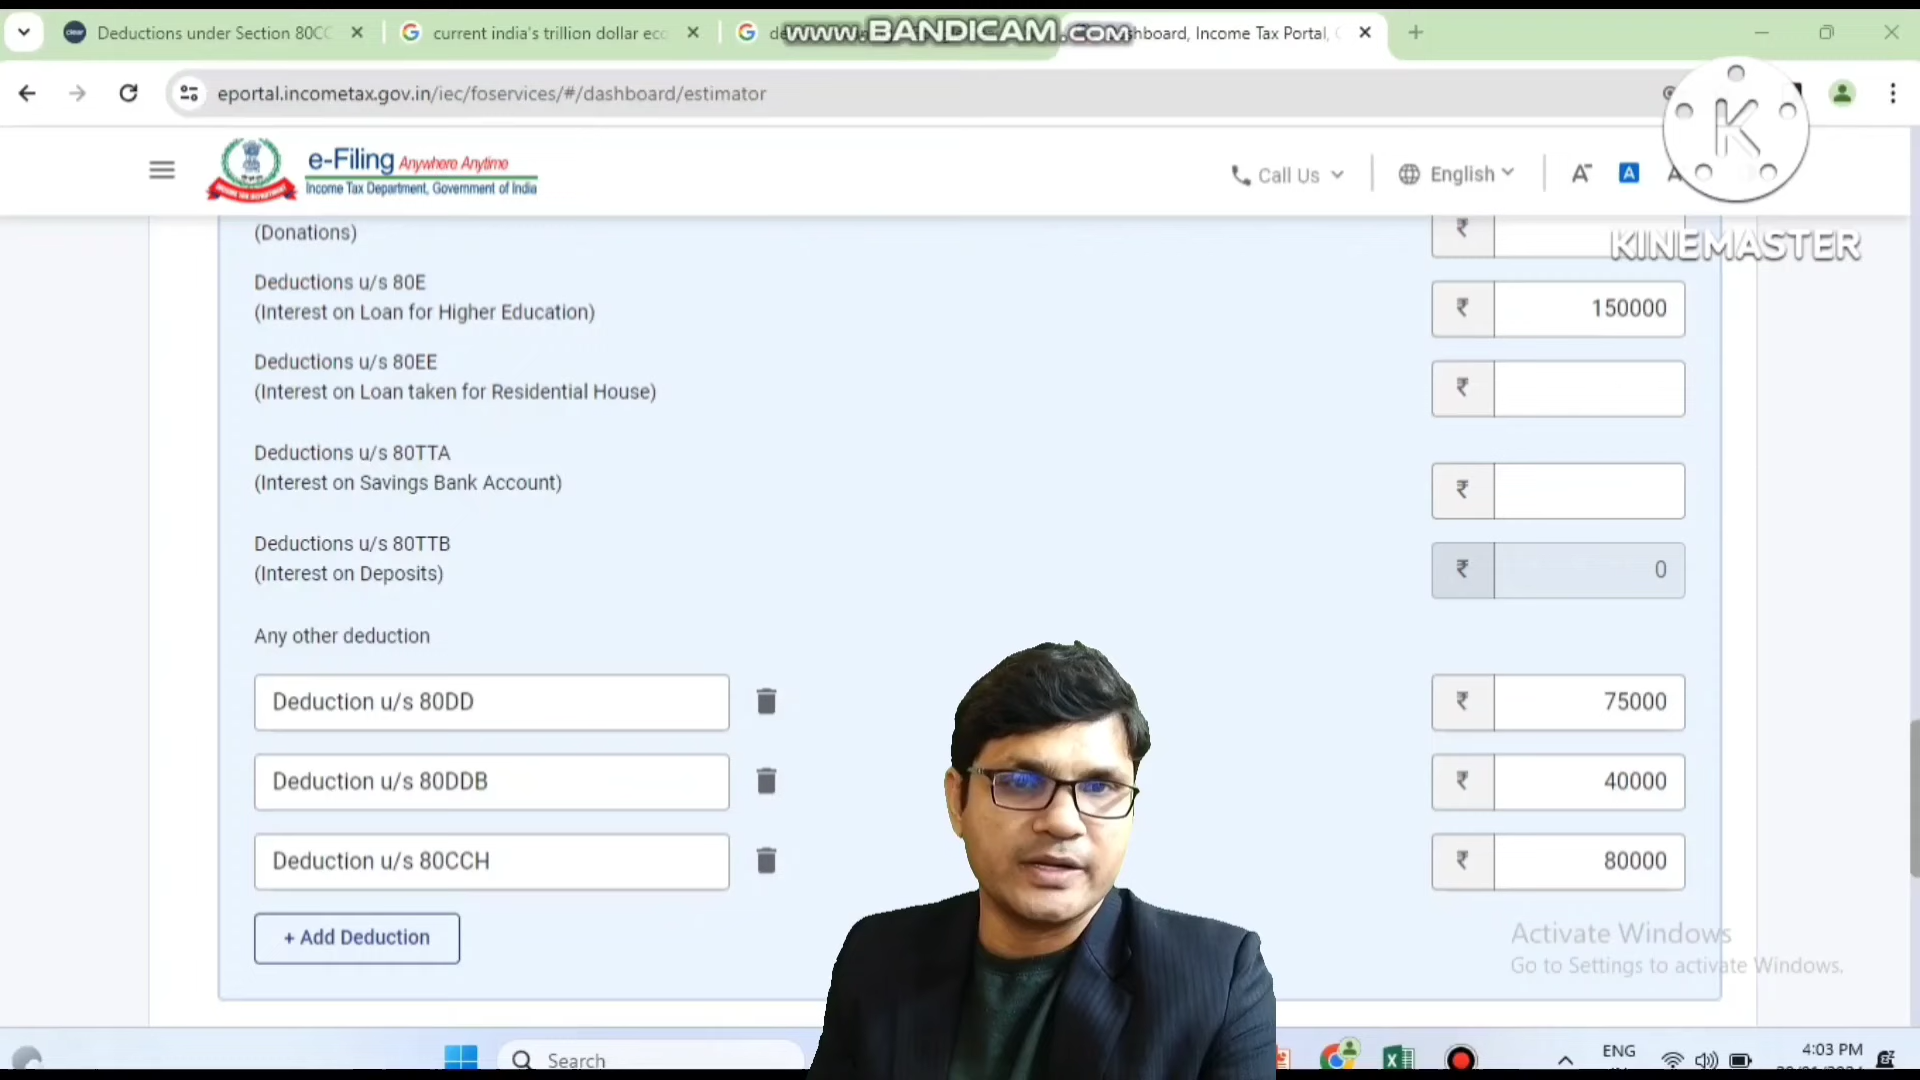 clear
Deductions under Section 80CC
current india's trillion dollar eco
www.BANDICAM.com
shboard, Income Tax Portal,
eportal.incometax.gov.in/iec/foservices/#/dashboard/estimator
e-Filing Anywhere Anytime
Income Tax Department, Government of India
Call Us
English
A-
A
K
KINEMASTER
(Donations)
₹
Deductions u/s 80E
(Interest on Loan for Higher Education)
₹ 150000
Deductions u/s 80EE
(Interest on Loan taken for Residential House)
₹
Deductions u/s 80TTA
(Interest on Savings Bank Account)
₹
Deductions u/s 80TTB
(Interest on Deposits)
₹ 0
Any other deduction
Deduction u/s 80DD
₹ 75000
Deduction u/s 80DDB
₹ 40000
Deduction u/s 80CCH
₹ 80000
+ Add Deduction
Activate Windows
Go to Settings to activate Windows.
Search
ENG
4:03 PM